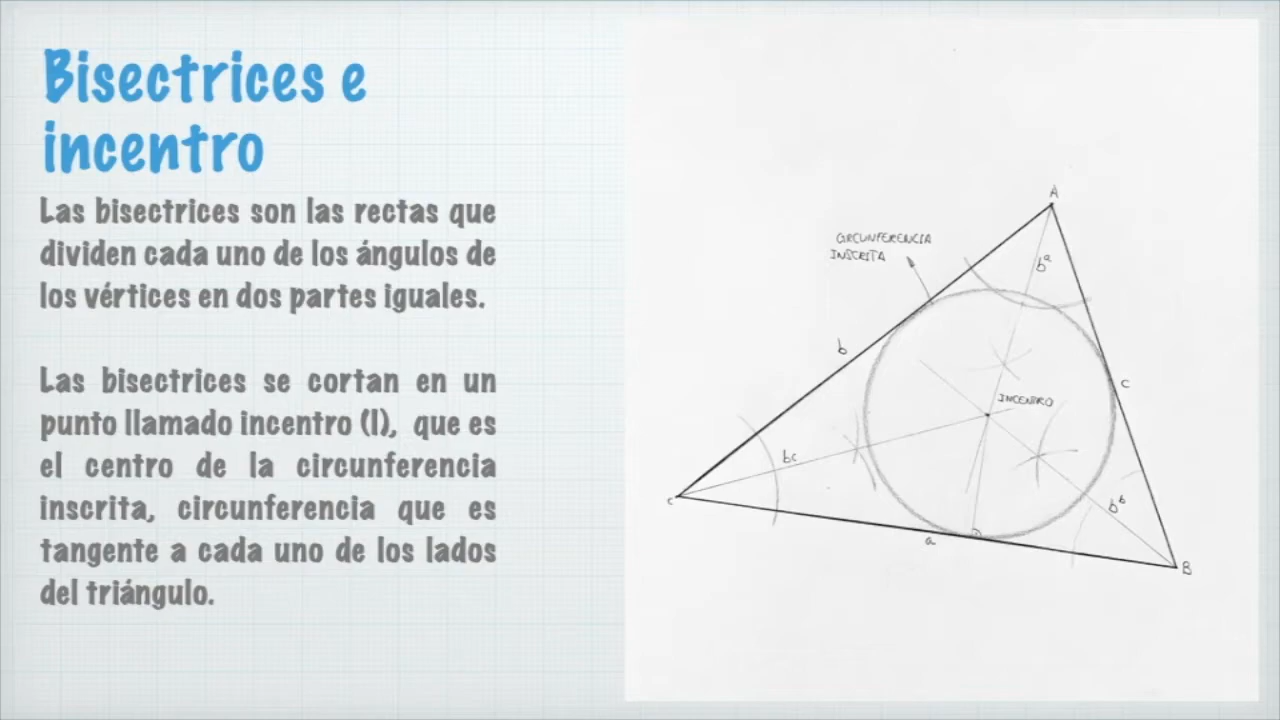 Bisectrices e
incentro
Las bisectrices son las rectas que
dividen cada uno de los ángulos de
los vértices en dos partes iguales.
Las bisectrices se cortan en un
punto llamado incentro (I), que es
el centro de la circunferencia
inscrita, circunferencia que es
tangente a cada uno de los lados
del triángulo.
A
CIRCUNFERENCIA
INSCRITA
bª
b
C
INCENTRO
bc
c
bᵇ
a
B